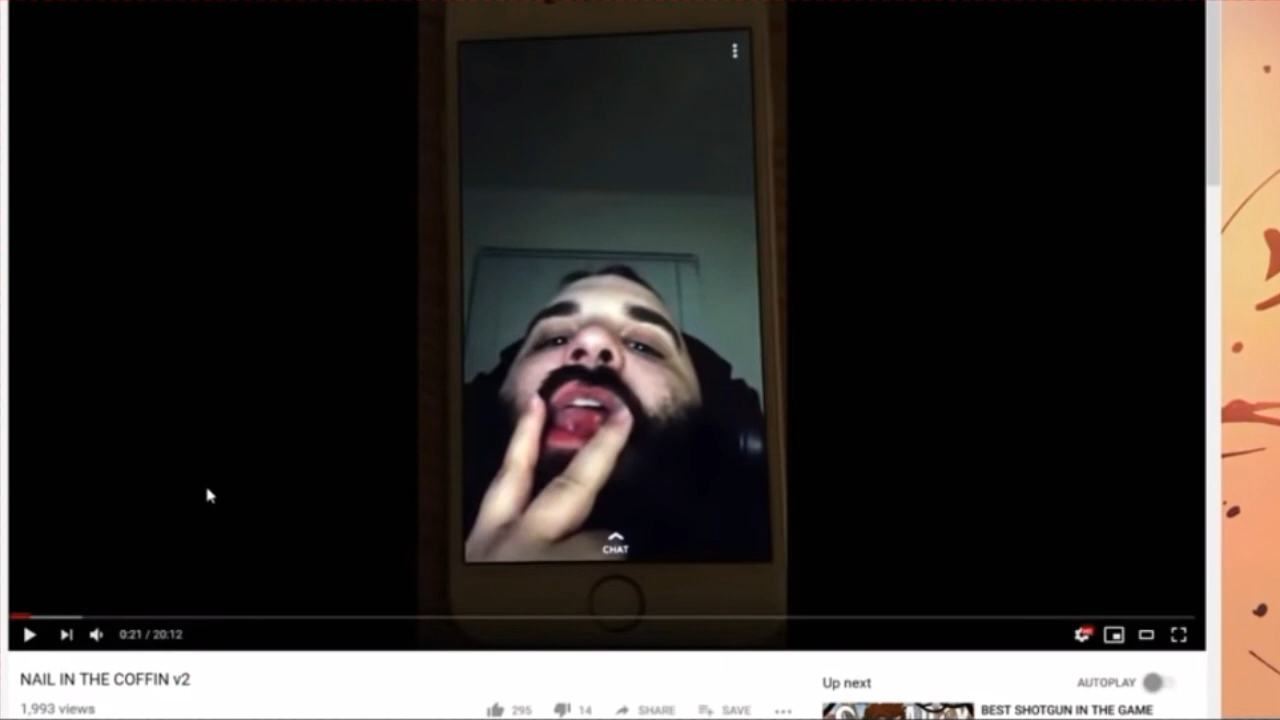 CHAT
0:21 / 20:12
NAIL IN THE COFFIN v2
1,993 views
295
14
SHARE
SAVE
Up next
AUTOPLAY
BEST SHOTGUN IN THE GAME